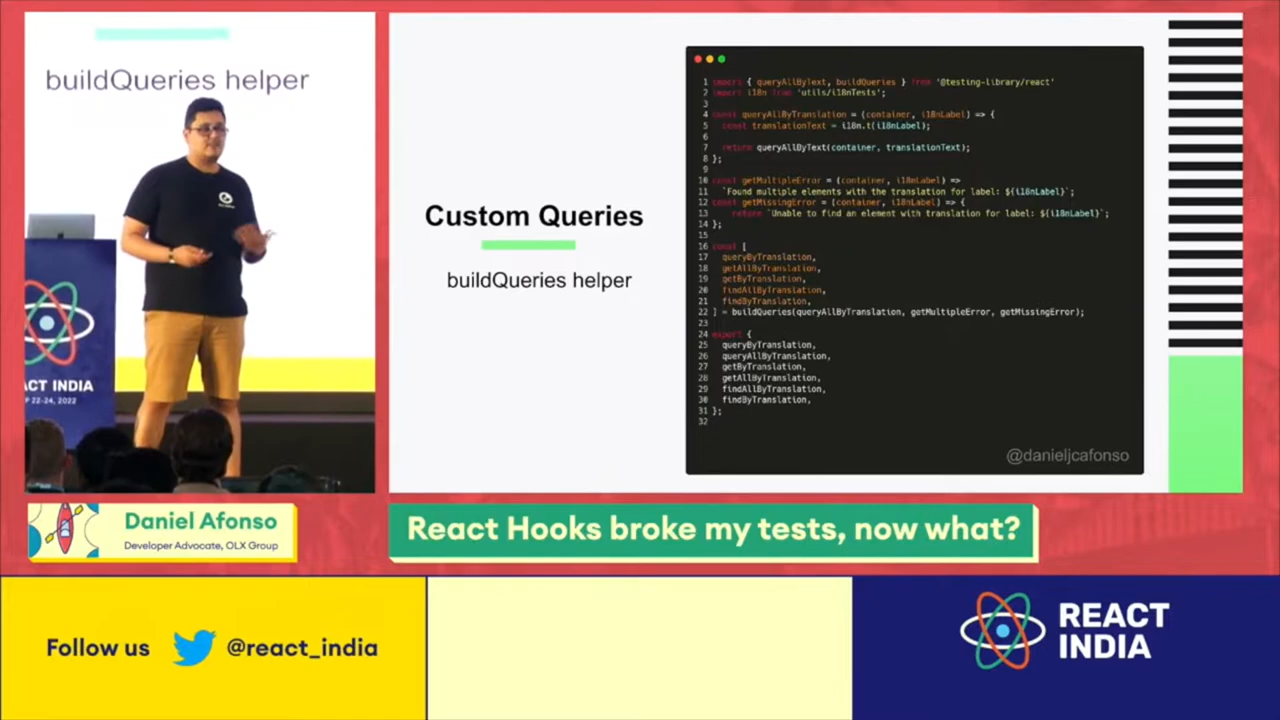 buildQueries helper
REACT INDIA
P 22-24, 2022
Custom Queries
buildQueries helper
1 import { queryAllByText, buildQueries } from '@testing-library/react'
2 import i18n from 'utils/i18nTests';
3
4 const queryAllByTranslation = (container, i18nLabel) => {
5 const translationText = i18n.t(i18nLabel);
6
7 return queryAllByText(container, translationText);
8 };
9
10 const getMultipleError = (container, i18nLabel) =>
11 `Found multiple elements with the translation for label: ${i18nLabel}`;
12 const getMissingError = (container, i18nLabel) => {
13 return `Unable to find an element with translation for label: ${i18nLabel}`;
14 };
15
16 const [
17 queryByTranslation,
18 getAllByTranslation,
19 getByTranslation,
20 findAllByTranslation,
21 findByTranslation,
22 ] = buildQueries(queryAllByTranslation, getMultipleError, getMissingError);
23
24 export {
25 queryByTranslation,
26 queryAllByTranslation,
27 getByTranslation,
28 getAllByTranslation,
29 findAllByTranslation,
30 findByTranslation,
31 };
32
@danieljcafonso
Daniel Afonso
Developer Advocate, OLX Group
React Hooks broke my tests, now what?
Follow us
@react_india
REACT
INDIA